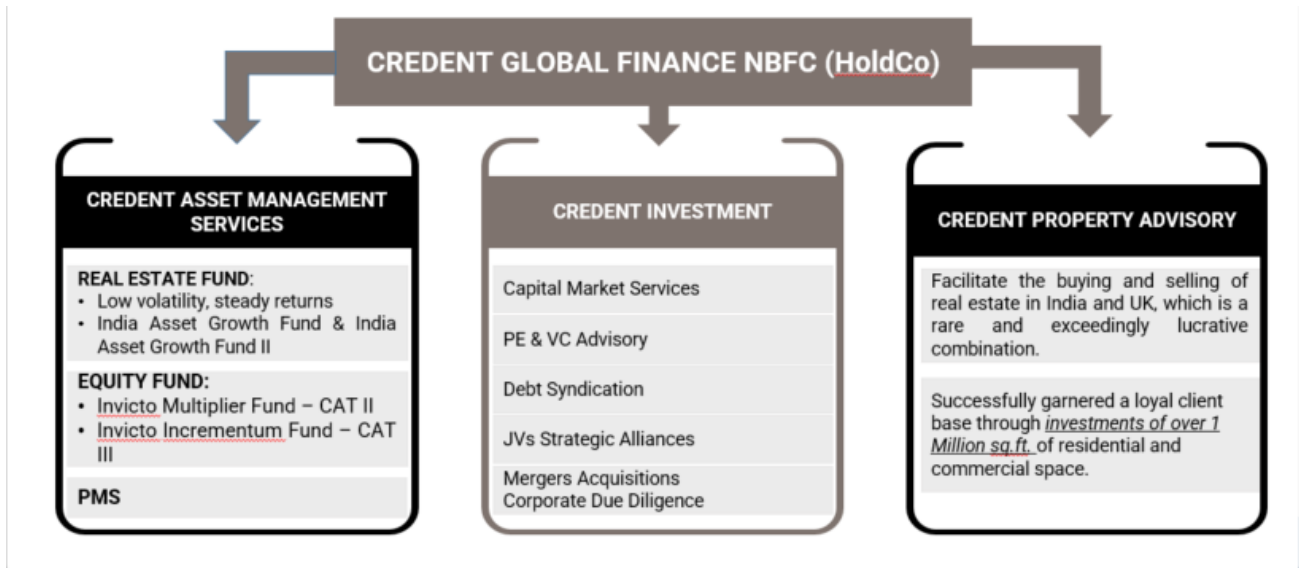 CREDENT GLOBAL FINANCE NBFC (HoldCo)
CREDENT ASSET MANAGEMENT
SERVICES
REAL ESTATE FUND:
• Low volatility, steady returns
• India Asset Growth Fund & India
Asset Growth Fund II
EQUITY FUND:
• Invicto Multiplier Fund – CAT II
• Invicto Incrementum Fund – CAT
III
PMS
CREDENT INVESTMENT
Capital Market Services
PE & VC Advisory
Debt Syndication
JVs Strategic Alliances
Mergers Acquisitions
Corporate Due Diligence
CREDENT PROPERTY ADVISORY
Facilitate the buying and selling of
real estate in India and UK, which is a
rare and exceedingly lucrative
combination.
Successfully garnered a loyal client
base through investments of over 1
Million sq.ft. of residential and
commercial space.